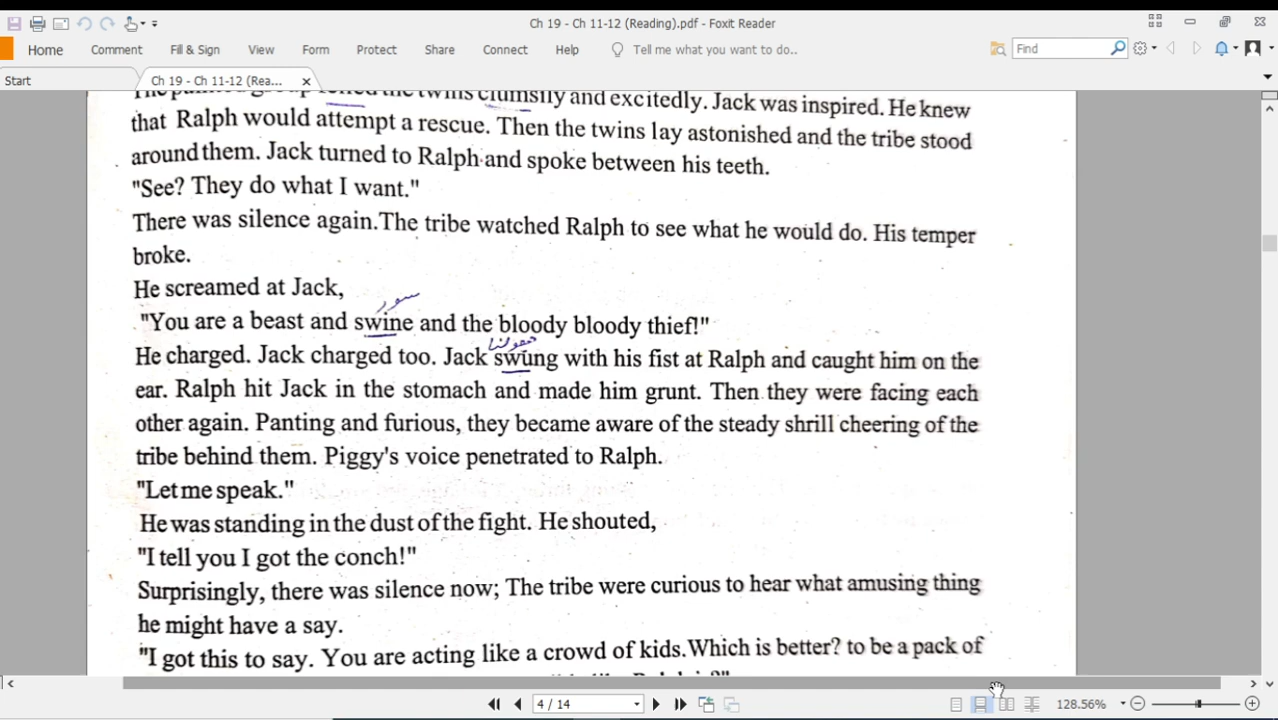 Ch 19 - Ch 11-12 (Reading).pdf - Foxit Reader
Home Comment Fill & Sign View Form Protect Share Connect Help Tell me what you want to do.. Find
Start Ch 19 - Ch 11-12 (Rea...
the twins clumsily and excitedly. Jack was inspired. He knew
that Ralph would attempt a rescue. Then the twins lay astonished and the tribe stood
around them. Jack turned to Ralph and spoke between his teeth.
"See? They do what I want."
There was silence again.The tribe watched Ralph to see what he would do. His temper
broke.
He screamed at Jack,
سور
"You are a beast and swine and the bloody bloody thief!"
He charged. Jack charged too. Jack swung with his fist at Ralph and caught him on the
ear. Ralph hit Jack in the stomach and made him grunt. Then they were facing each
other again. Panting and furious, they became aware of the steady shrill cheering of the
tribe behind them. Piggy's voice penetrated to Ralph.
"Let me speak."
He was standing in the dust of the fight. He shouted,
"I tell you I got the conch!"
Surprisingly, there was silence now; The tribe were curious to hear what amusing thing
he might have a say.
"I got this to say. You are acting like a crowd of kids.Which is better? to be a pack of
4 / 14 128.56%